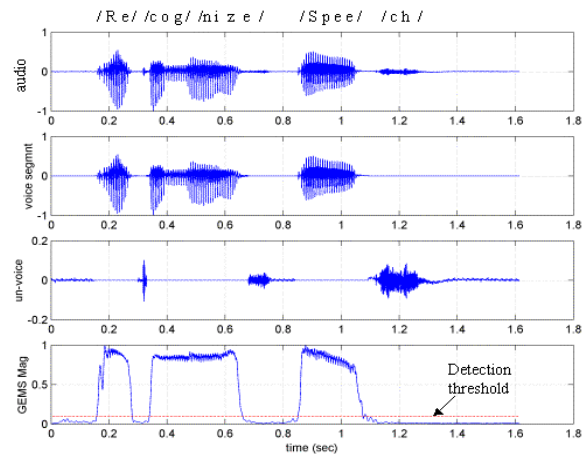 /Re/ /cog/ /nize/ /Spee/ /ch/
audio
1
0
-1
0 0.2 0.4 0.6 0.8 1 1.2 1.4 1.6 1.8
voice segmnt
1
0
-1
0 0.2 0.4 0.6 0.8 1 1.2 1.4 1.6 1.8
un-voice
0.2
0
-0.2
0 0.2 0.4 0.6 0.8 1 1.2 1.4 1.6 1.8
GEMS Mag
1
0.5
0
Detection
threshold
0 0.2 0.4 0.6 0.8 1 1.2 1.4 1.6 1.8
time (sec)